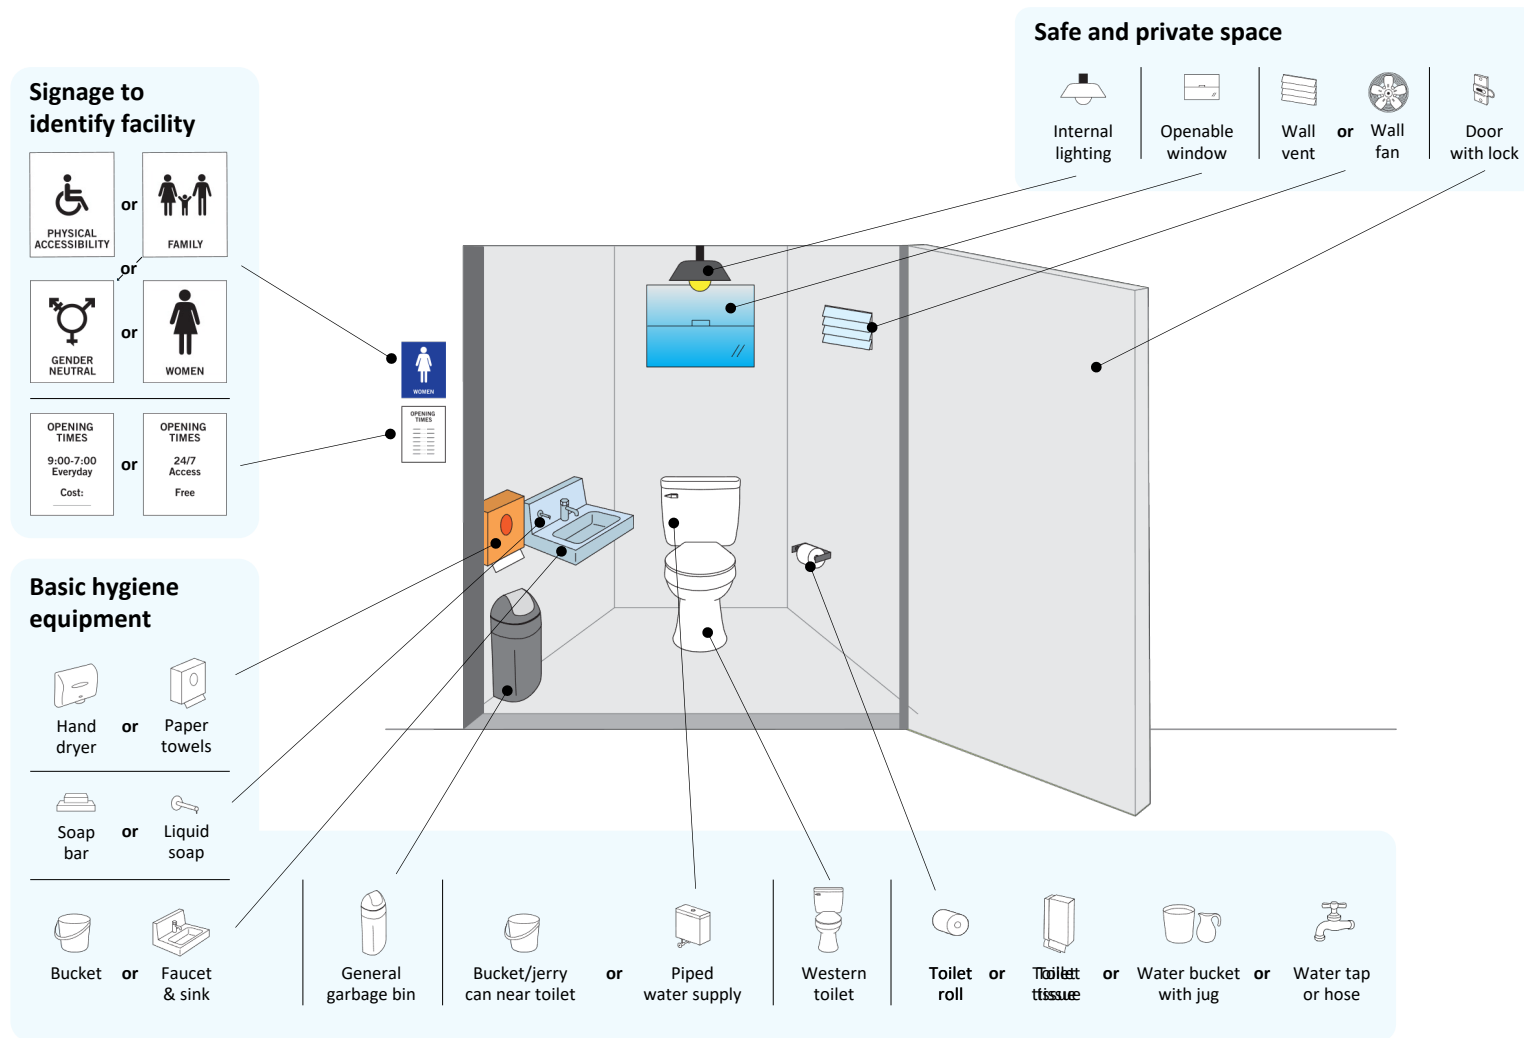 Safe and private space
Internal
lighting
Openable
window
Wall
vent
or
Wall
fan
Door
with lock
Signage to
identify facility
PHYSICAL
ACCESSIBILITY
or
FAMILY
or
GENDER
NEUTRAL
or
WOMEN
OPENING
TIMES
9:00-7:00
Everyday
Cost:
or
OPENING
TIMES
24/7
Access
Free
WOMEN
OPENING
TIMES
Basic hygiene
equipment
Hand
dryer
or
Paper
towels
Soap
bar
or
Liquid
soap
Bucket
or
Faucet
& sink
General
garbage bin
Bucket/jerry
can near toilet
or
Piped
water supply
Western
toilet
Toilet
roll
or
Toilet
tissue
or
Water bucket
with jug
or
Water tap
or hose